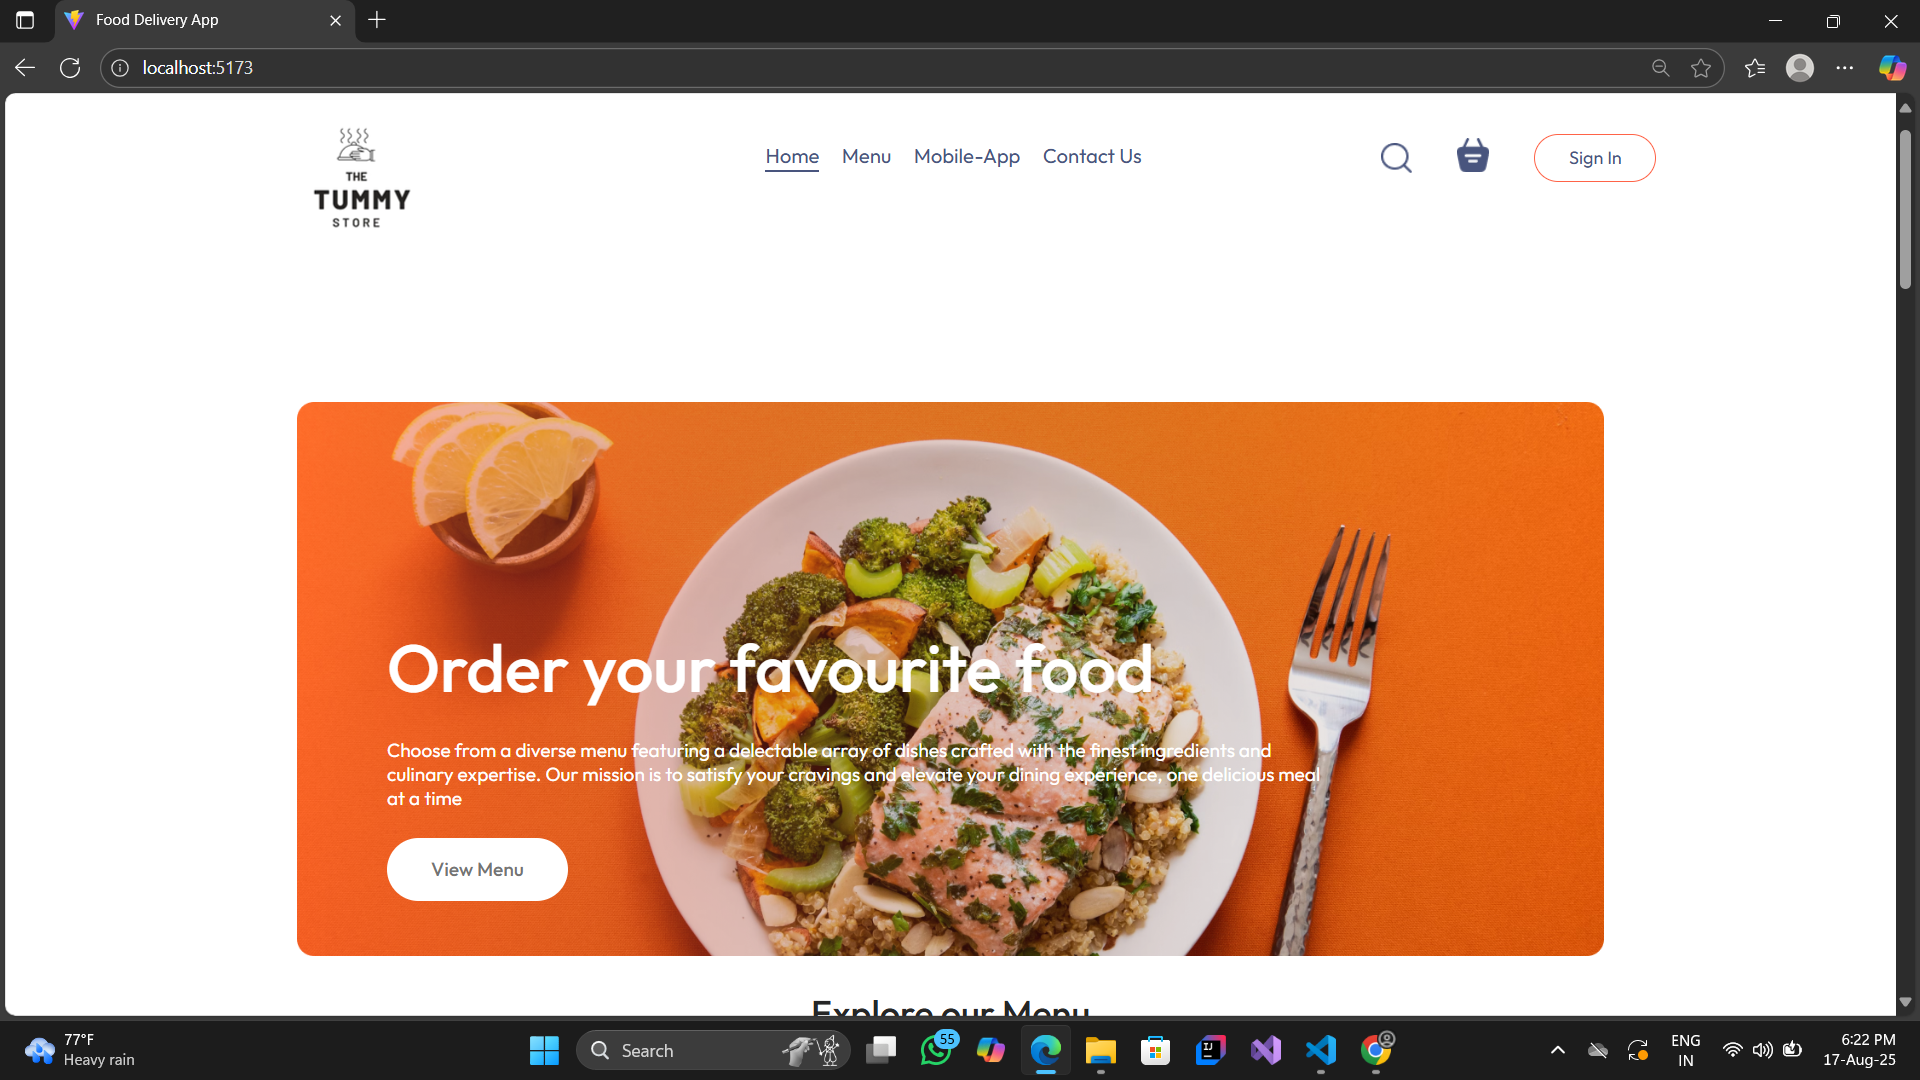 Food Delivery App
localhost:5173
THE
TUMMY
STORE
Home Menu Mobile-App Contact Us
Sign In
Order your favourite food
Choose from a diverse menu featuring a delectable array of dishes crafted with the finest ingredients and
culinary expertise. Our mission is to satisfy your cravings and elevate your dining experience, one delicious meal
at a time
View Menu
Explore our Menu
77°F
Heavy rain
Search
55
IJ
ENG
IN
6:22 PM
17-Aug-25